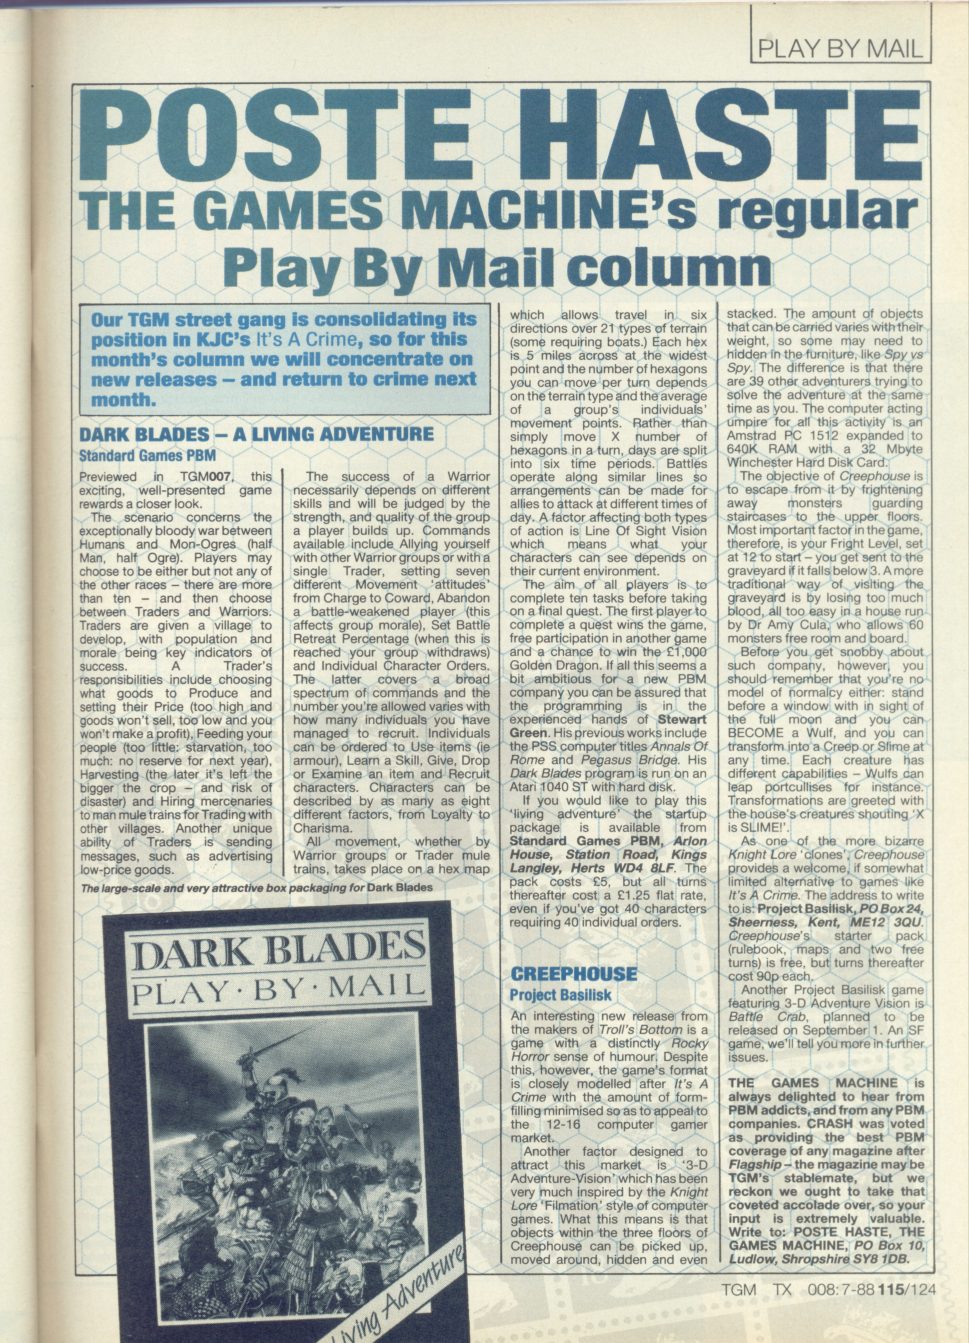 PLAY BY MAIL
POSTE HASTE
THE GAMES MACHINE's regular
Play By Mail column
Our TGM street gang is consolidating its
position in KJC's It's A Crime, so for this
month's column we will concentrate on
new releases – and return to crime next
month.
DARK BLADES – A LIVING ADVENTURE
Standard Games PBM
Previewed in TGM007, this
exciting, well-presented game
rewards a closer look.
The scenario concerns the
exceptionally bloody war between
Humans and Mon-Ogres (half
Man, half Ogre). Players may
choose to be either but not any of
the other races – there are more
than ten – and then choose
between Traders and Warriors.
Traders are given a village to
develop, with population and
morale being key indicators of
success. A Trader's
responsibilities include choosing
what goods to Produce and
setting their Price (too high and
goods won't sell, too low and you
won't make a profit), Feeding your
people (too little: starvation, too
much: no reserve for next year),
Harvesting (the later it's left the
bigger the crop – and risk of
disaster) and Hiring mercenaries
to man mule trains for Trading with
other villages. Another unique
ability of Traders is sending
messages, such as advertising
low-price goods.
The success of a Warrior
necessarily depends on different
skills and will be judged by the
strength, and quality of the group
a player builds up. Commands
available include Allying yourself
with other Warrior groups or with a
single Trader, setting seven
different Movement 'attitudes'
from Charge to Coward, Abandon
a battle-weakened player (this
affects group morale), Set Battle
Retreat Percentage (when this is
reached your group withdraws)
and Individual Character Orders.
The latter covers a broad
spectrum of commands and the
number you're allowed varies with
how many individuals you have
managed to recruit. Individuals
can be ordered to Use items (ie
armour), Learn a Skill, Give, Drop
or Examine an item and Recruit
characters. Characters can be
described by as many as eight
different factors, from Loyalty to
Charisma.
All movement, whether by
Warrior groups or Trader mule
trains, takes place on a hex map
The large-scale and very attractive box packaging for Dark Blades
DARK BLADES
PLAY · BY · MAIL
Living Adventure
which allows travel in six
directions over 21 types of terrain
(some requiring boats.) Each hex
is 5 miles across at the widest
point and the number of hexagons
you can move per turn depends
on the terrain type and the average
of a group's individuals'
movement points. Rather than
simply move X number of
hexagons in a turn, days are split
into six time periods. Battles
operate along similar lines so
arrangements can be made for
allies to attack at different times of
day. A factor affecting both types
of action is Line Of Sight Vision
which means what your
characters can see depends on
their current environment.
The aim of all players is to
complete ten tasks before taking
on a final quest. The first player to
complete a quest wins the game,
free participation in another game
and a chance to win the £1,000
Golden Dragon. If all this seems a
bit ambitious for a new PBM
company you can be assured that
the programming is in the
experienced hands of Stewart
Green. His previous works include
the PSS computer titles Annals Of
Rome and Pegasus Bridge. His
Dark Blades program is run on an
Atari 1040 ST with hard disk.
If you would like to play this
'living adventure' the startup
package is available from
Standard Games PBM, Arlon
House, Station Road, Kings
Langley, Herts WD4 8LF. The
pack costs £5, but all turns
thereafter cost a £1.25 flat rate,
even if you've got 40 characters
requiring 40 individual orders.
CREEPHOUSE
Project Basilisk
An interesting new release from
the makers of Troll's Bottom is a
game with a distinctly Rocky
Horror sense of humour. Despite
this, however, the game's format
is closely modelled after It's A
Crime with the amount of form-
filling minimised so as to appeal to
the 12-16 computer gamer
market.
Another factor designed to
attract this market is '3-D
Adventure-Vision' which has been
very much inspired by the Knight
Lore 'Filmation' style of computer
games. What this means is that
objects within the three floors of
Creephouse can be picked up,
moved around, hidden and even
stacked. The amount of objects
that can be carried varies with their
weight, so some may need to
hidden in the furniture, like Spy vs
Spy. The difference is that there
are 39 other adventurers trying to
solve the adventure at the same
time as you. The computer acting
umpire for all this activity is an
Amstrad PC 1512 expanded to
640K RAM with a 32 Mbyte
Winchester Hard Disk Card.
The objective of Creephouse is
to escape from it by frightening
away monsters guarding
staircases to the upper floors.
Most important factor in the game,
therefore, is your Fright Level, set
at 12 to start – you get sent to the
graveyard if it falls below 3. A more
traditional way of visiting the
graveyard is by losing too much
blood, all too easy in a house run
by Dr Amy Cula, who allows 60
monsters free room and board.
Before you get snobby about
such company, however, you
should remember that you're no
model of normalcy either: stand
before a window with in sight of
the full moon and you can
BECOME a Wulf, and you can
transform into a Creep or Slime at
any time. Each creature has
different capabilities – Wulfs can
leap portcullises for instance.
Transformations are greeted with
the house's creatures shouting 'X
is SLIME!'.
As one of the more bizarre
Knight Lore 'clones', Creephouse
provides a welcome, if somewhat
limited alternative to games like
It's A Crime. The address to write
to is: Project Basilisk, PO Box 24,
Sheerness, Kent, ME12 3QU.
Creephouse's starter pack
(rulebook, maps and two free
turns) is free, but turns thereafter
cost 90p each.
Another Project Basilisk game
featuring 3-D Adventure Vision is
Battle Crab, planned to be
released on September 1. An SF
game, we'll tell you more in further
issues.
THE GAMES MACHINE is
always delighted to hear from
PBM addicts, and from any PBM
companies. CRASH was voted
as providing the best PBM
coverage of any magazine after
Flagship – the magazine may be
TGM's stablemate, but we
reckon we ought to take that
coveted accolade over, so your
input is extremely valuable.
Write to: POSTE HASTE, THE
GAMES MACHINE, PO Box 10,
Ludlow, Shropshire SY8 1DB.
TGM TX 008:7-88 115/124